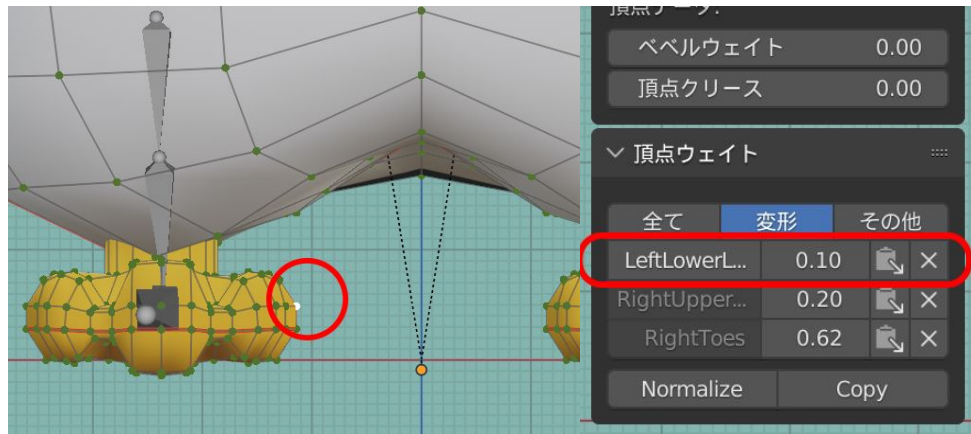 頂点データ:
ベベルウェイト 0.00
頂点クリース 0.00
頂点ウェイト
全て 変形 その他
LeftLowerL... 0.10
RightUpper... 0.20
RightToes 0.62
Normalize Copy